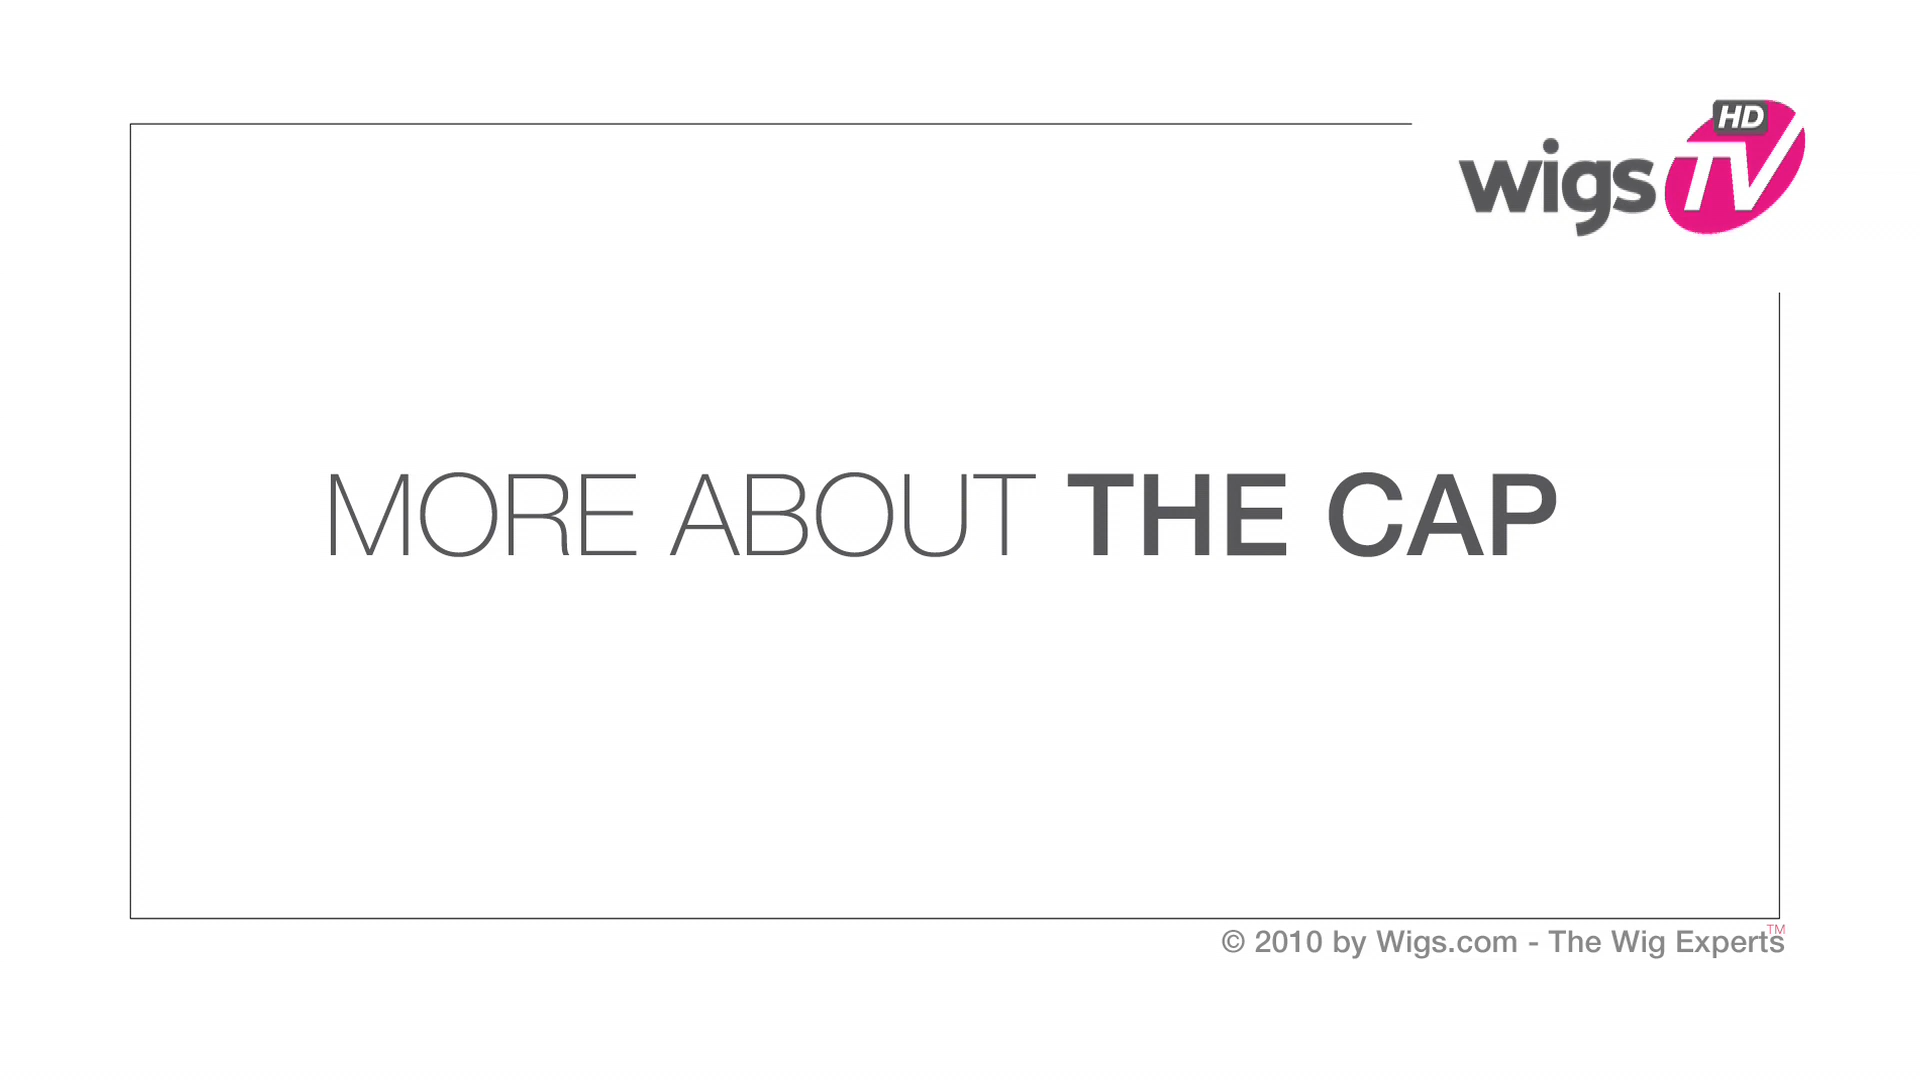 HD
wigs TV
MORE ABOUT THE CAP
© 2010 by Wigs.com - The Wig Experts™